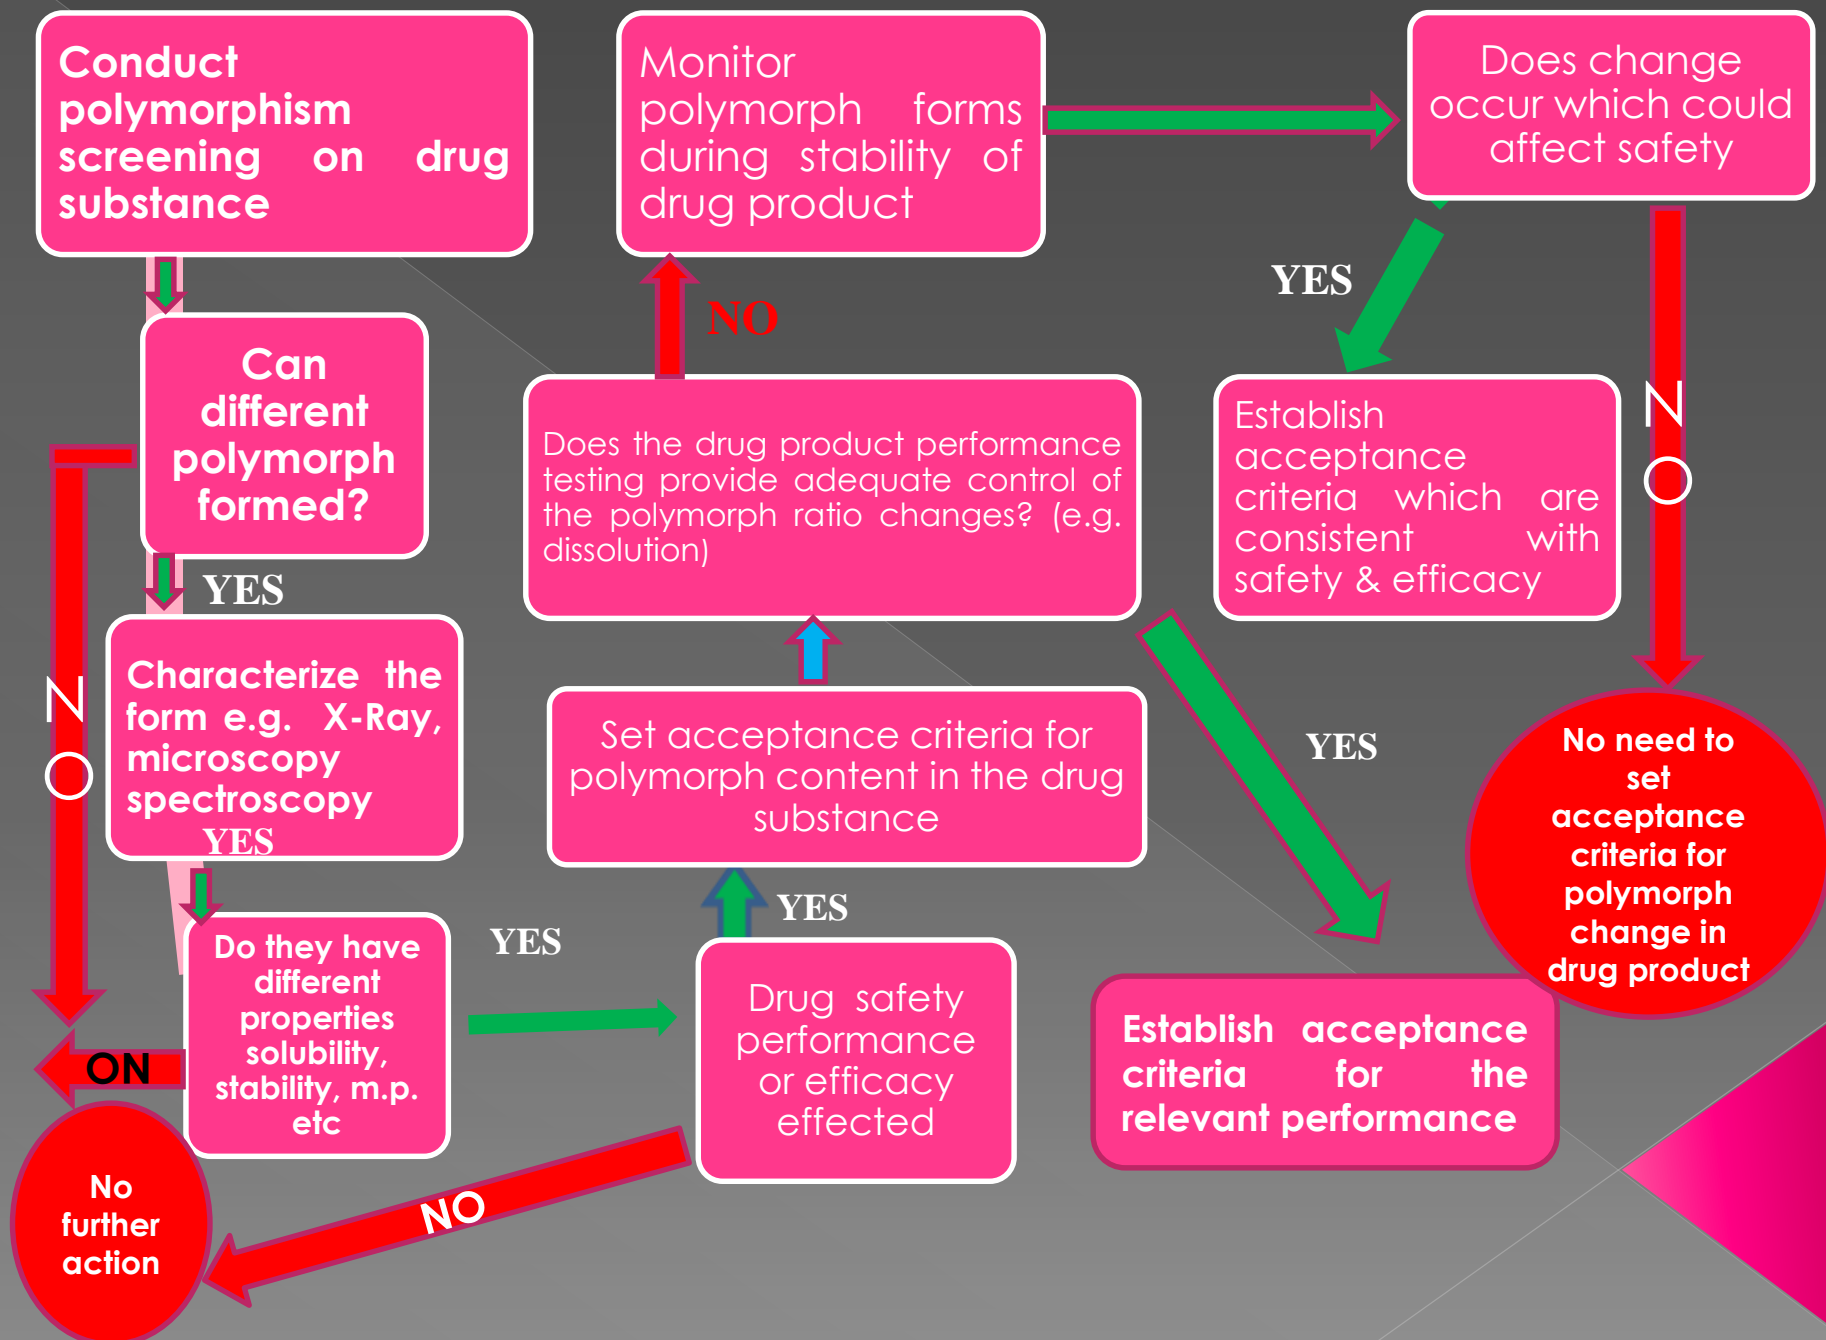 Conduct
polymorphism
screening on drug
substance
Can
different
polymorph
formed?
YES
NO
Characterize the
form e.g. X-Ray,
microscopy
spectroscopy
YES
Do they have
different
properties
solubility,
stability, m.p.
etc
ON
No
further
action
YES
NO
Drug safety
performance
or efficacy
effected
YES
Set acceptance criteria for
polymorph content in the drug
substance
Does the drug product performance
testing provide adequate control of
the polymorph ratio changes? (e.g.
dissolution)
NO
Monitor
polymorph forms
during stability of
drug product
YES
Establish acceptance
criteria for the
relevant performance
Does change
occur which could
affect safety
YES
Establish
acceptance
criteria which are
consistent with
safety & efficacy
NO
No need to
set
acceptance
criteria for
polymorph
change in
drug product